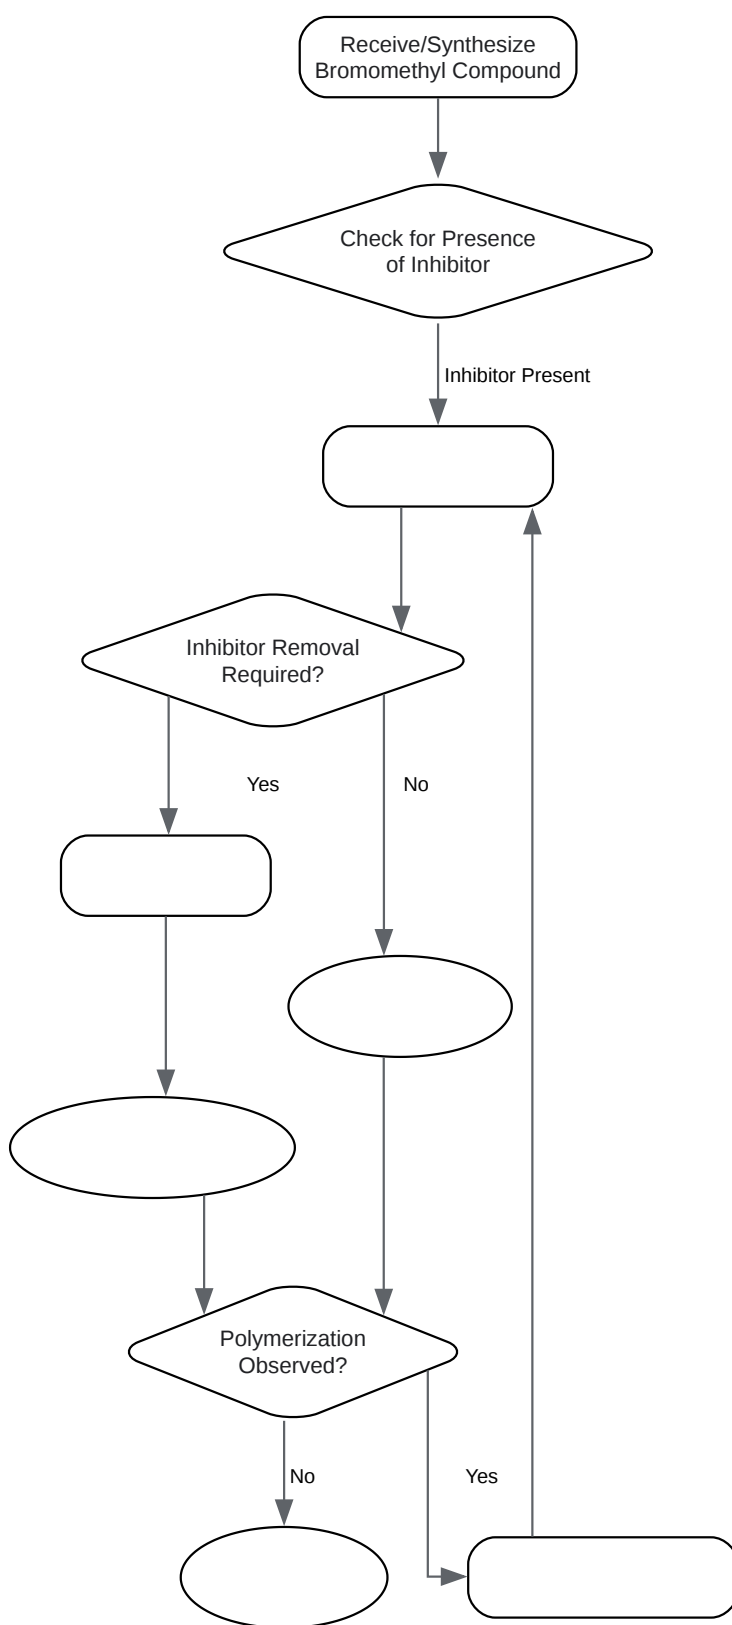 Receive/Synthesize
Bromomethyl Compound
Check for Presence
of Inhibitor
Inhibitor Present
Inhibitor Removal
Required?
Yes
No
Polymerization
Observed?
No
Yes